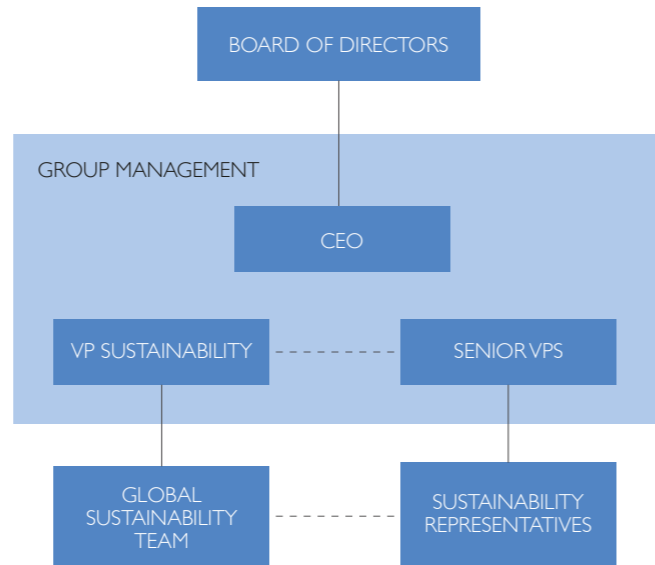 BOARD OF DIRECTORS
GROUP MANAGEMENT
CEO
VP SUSTAINABILITY
SENIOR VPS
GLOBAL
SUSTAINABILITY
TEAM
SUSTAINABILITY
REPRESENTATIVES